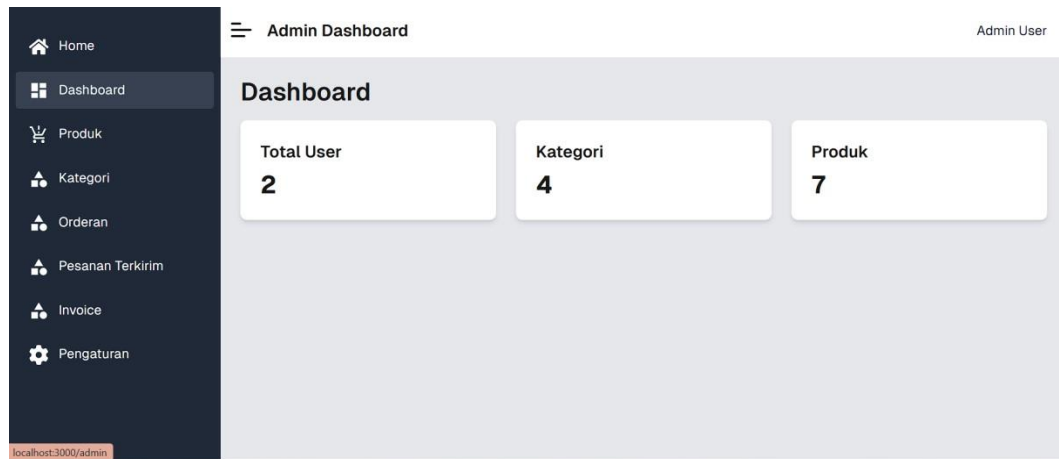 Home
Dashboard
Produk
Kategori
Orderan
Pesanan Terkirim
Invoice
Pengaturan
localhost:3000/admin
Admin Dashboard
Admin User
Dashboard
Total User
2
Kategori
4
Produk
7